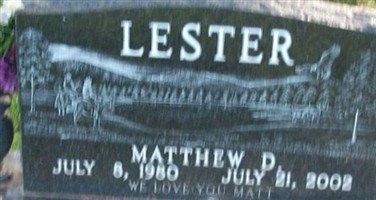 LESTER
MATTHEW D.
JULY 8, 1980 JULY 21, 2002
WE LOVE YOU MATT